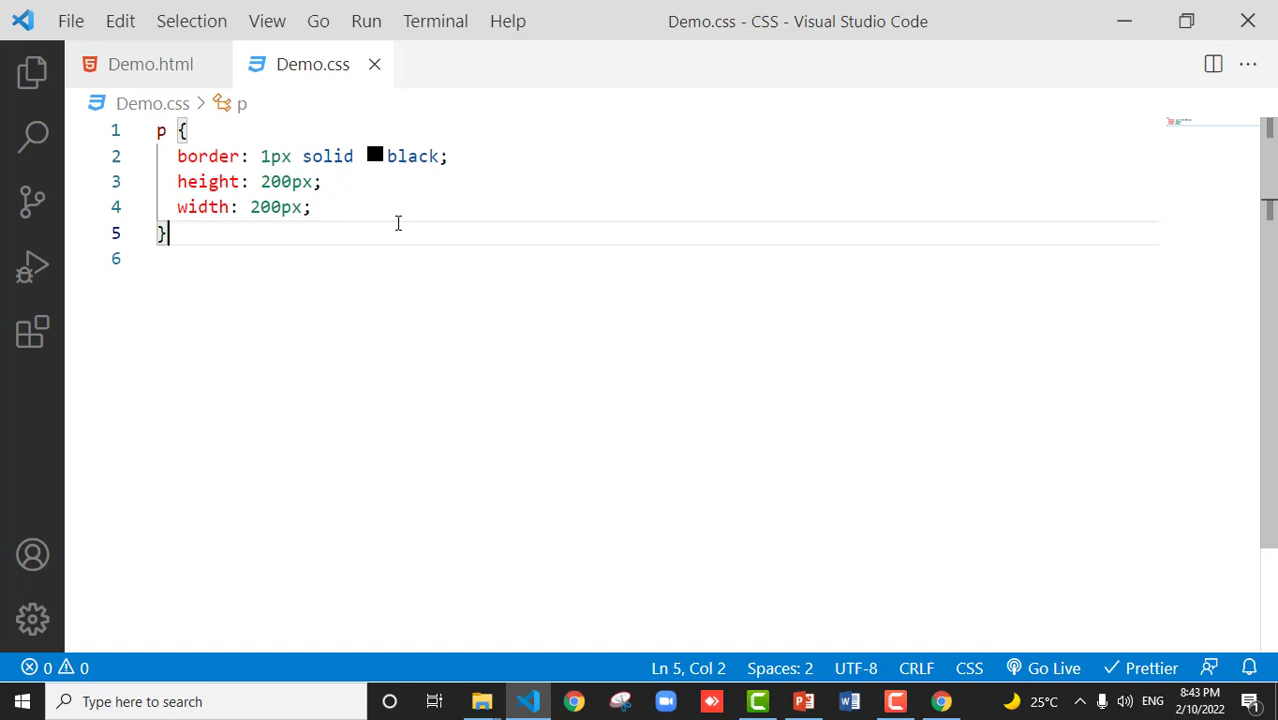 File Edit Selection View Go Run Terminal Help Demo.css - CSS - Visual Studio Code
Demo.html Demo.css
Demo.css > p
1 p {
2 border: 1px solid black;
3 height: 200px;
4 width: 200px;
5 }
6
0 0 Ln 5, Col 2 Spaces: 2 UTF-8 CRLF CSS Go Live Prettier
Type here to search 25°C ENG 8:43 PM
2/10/2022 1